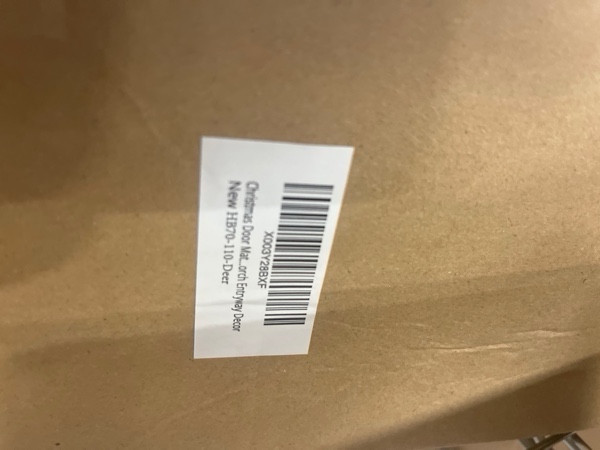 X003Y28BXF
Christmas Door Mat...orch Entryway Decor
New HB70-110-Deer